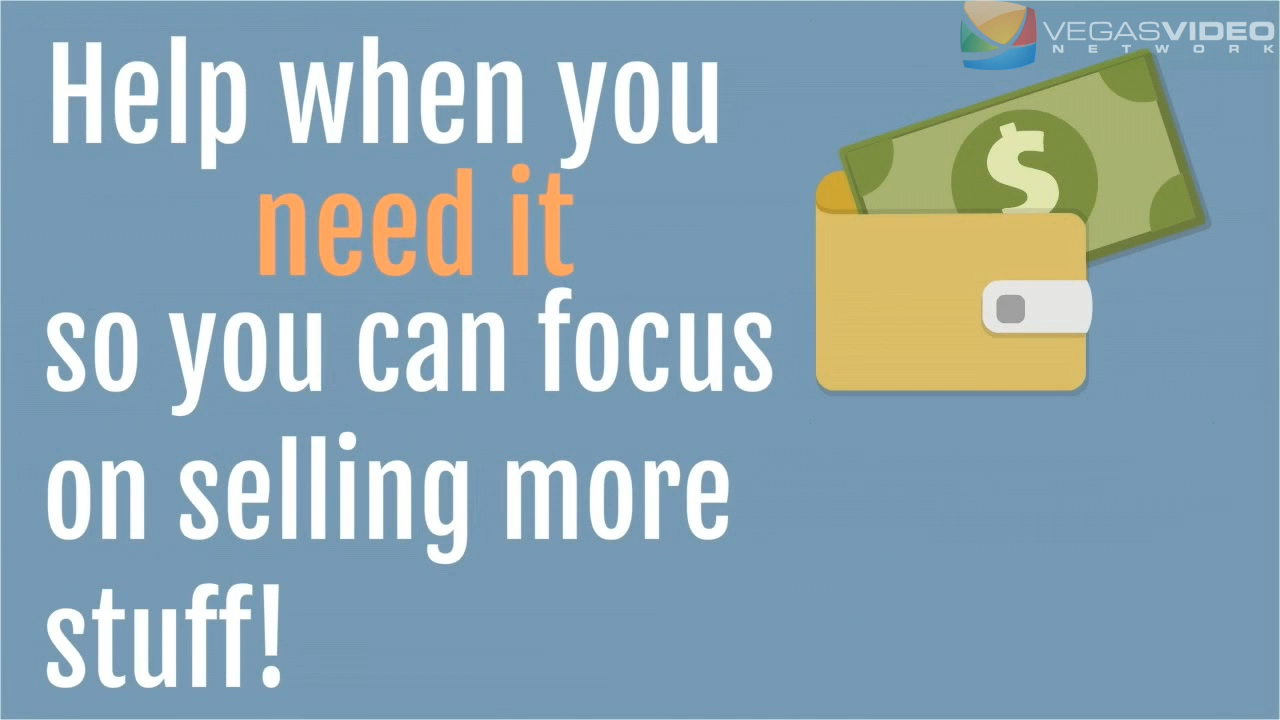 VEGASVIDEO
NETWORK
Help when you
need it
so you can focus
on selling more
stuff!
$